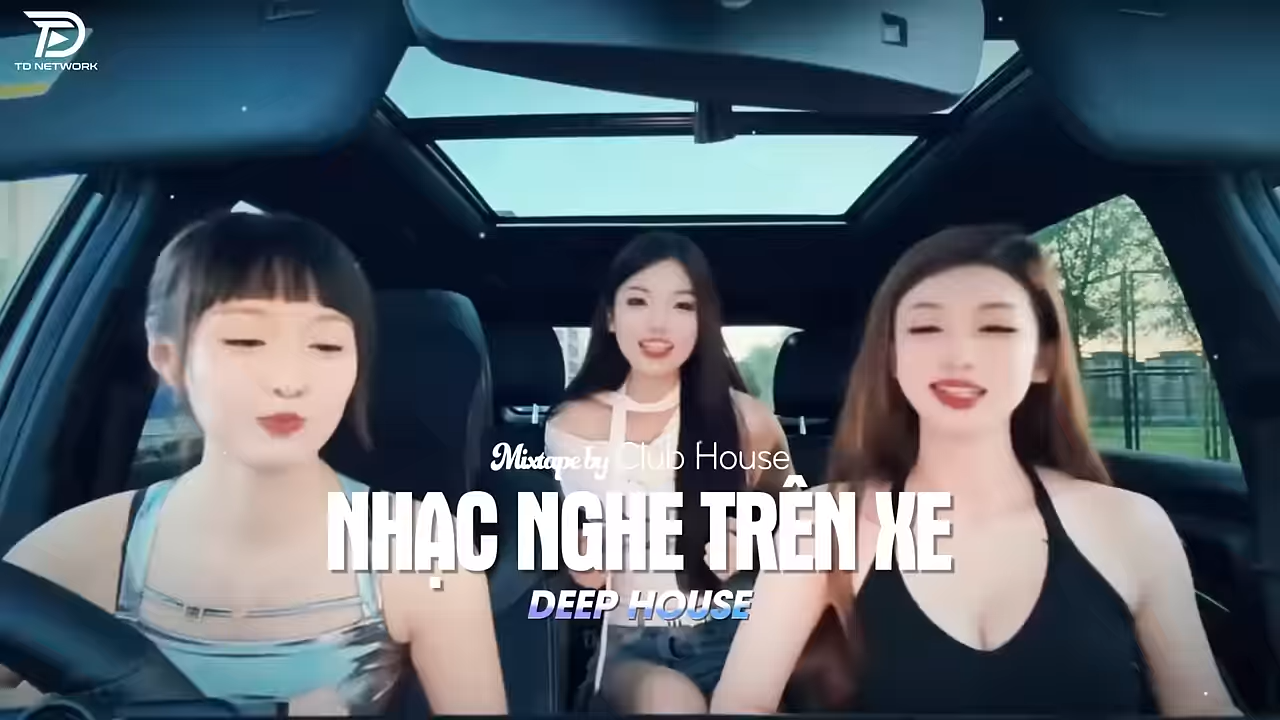 TD NETWORK
Mixtape by Club House
NHẠC NGHE TRÊN XE
DEEP HOUSE